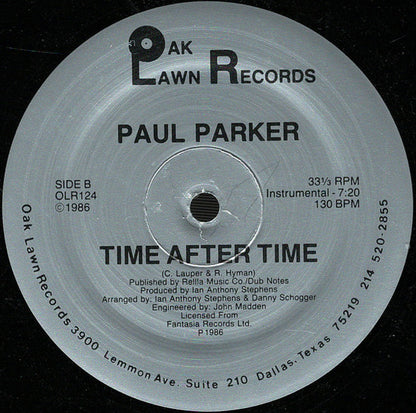 OAK
LAWN RECORDS
PAUL PARKER
SIDE B
OLR124
©1986
33⅓ RPM
Instrumental - 7:20
130 BPM
TIME AFTER TIME
(C. Lauper & R. Hyman)
Published by Rellla Music Co./Dub Notes
Produced by Ian Anthony Stephens
Arranged by: Ian Anthony Stephens & Danny Schogger
Engineered by: John Madden
Licensed From
Fantasia Records Ltd.
P1986
Oak Lawn Records 3900 Lemmon Ave. Suite 210 Dallas, Texas 75219 214 520-2855